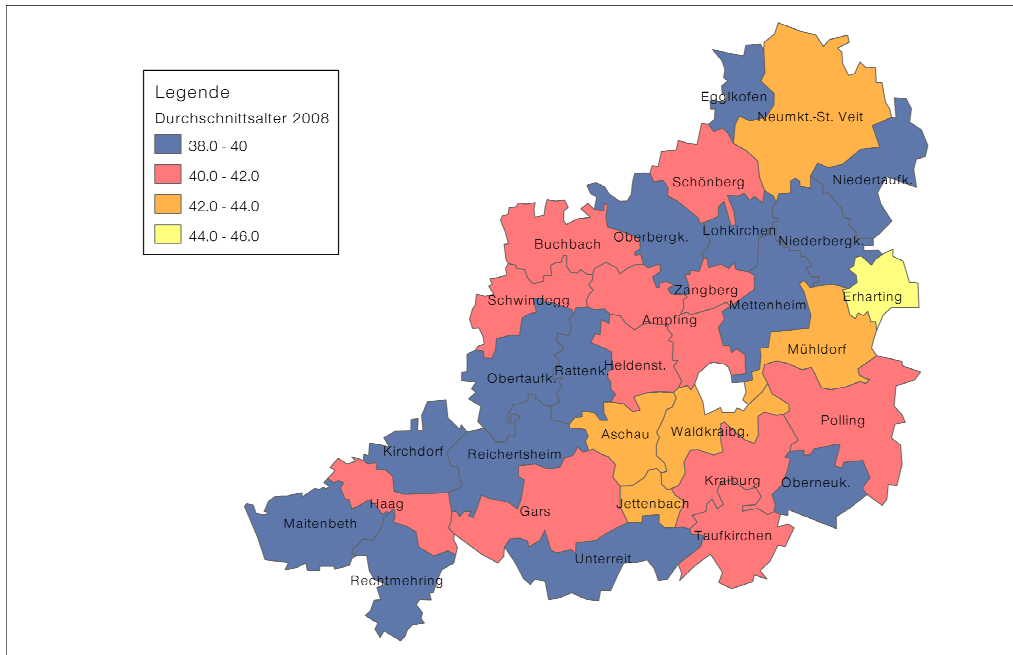 Legende
Durchschnittsalter 2008
38.0 - 40
40.0 - 42.0
42.0 - 44.0
44.0 - 46.0
Egglkofen
Neumkt.-St. Veit
Niedertaufk.
Schönberg
Oberbergk.
Lohkirchen
Niederbergk.
Buchbach
Zangberg
Erharting
Schwindegg
Mettenheim
Ampfing
Mühldorf
Heldenst.
Rattenk.
Obertaufk.
Polling
Aschau
Waldkraibg.
Kirchdorf
Reichertsheim
Kraiburg
Oberneuk.
Haag
Jettenbach
Gars
Maitenbeth
Taufkirchen
Unterreit
Rechtmehring